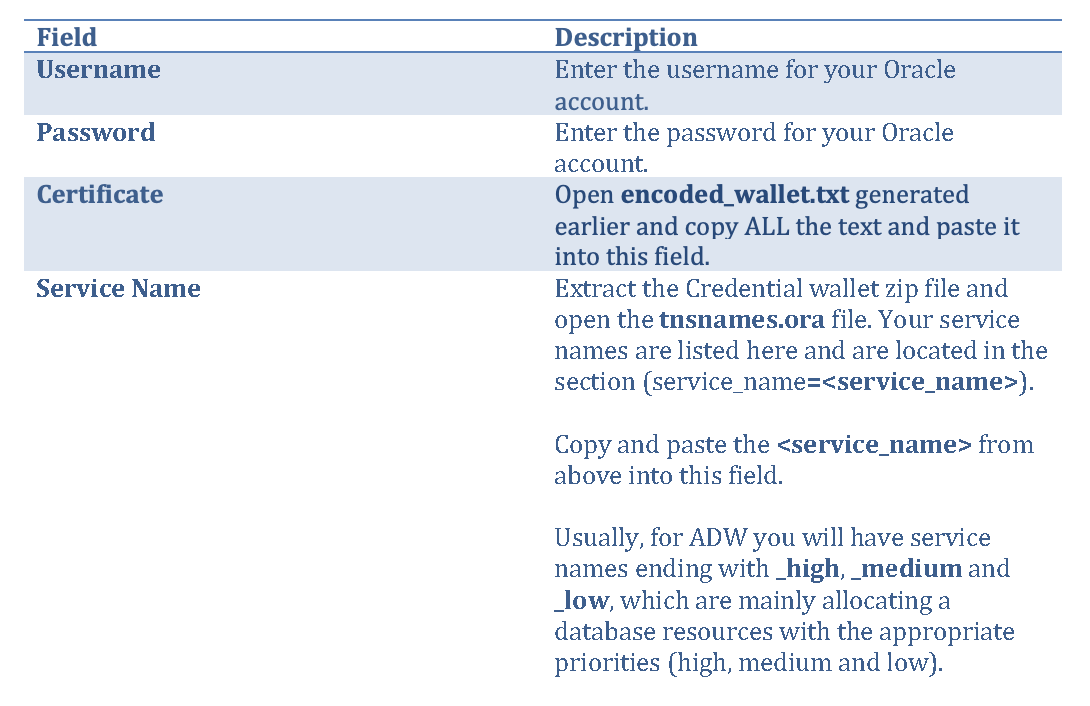 Field Description
Username Enter the username for your Oracle
account.
Password Enter the password for your Oracle
account.
Certificate Open encoded_wallet.txt generated
earlier and copy ALL the text and paste it
into this field.
Service Name Extract the Credential wallet zip file and
open the tnsnames.ora file. Your service
names are listed here and are located in the
section (service_name=<service_name>).
Copy and paste the <service_name> from
above into this field.
Usually, for ADW you will have service
names ending with _high, _medium and
_low, which are mainly allocating a
database resources with the appropriate
priorities (high, medium and low).